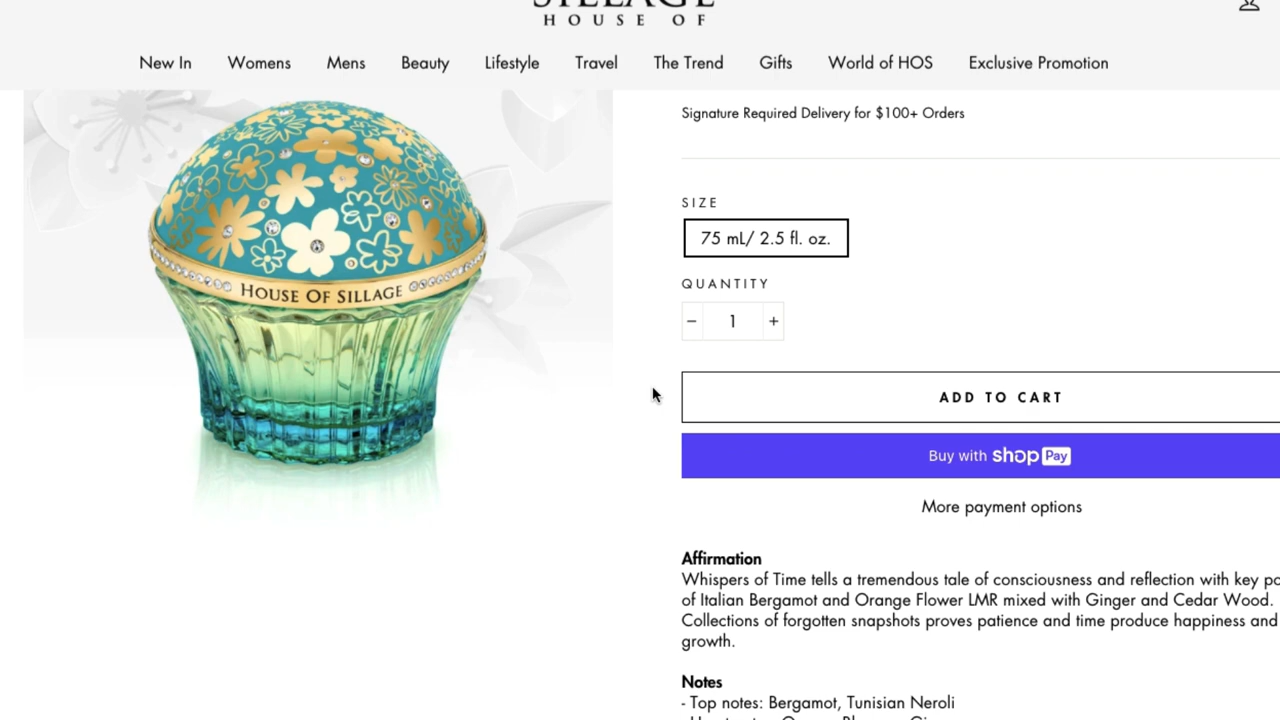 SILLAGE
HOUSE OF
New In Womens Mens Beauty Lifestyle Travel The Trend Gifts World of HOS Exclusive Promotion
Signature Required Delivery for $100+ Orders
SIZE
75 mL/ 2.5 fl. oz.
QUANTITY
− 1 +
ADD TO CART
Buy with shop Pay
More payment options
HOUSE OF SILLAGE
Affirmation
Whispers of Time tells a tremendous tale of consciousness and reflection with key
of Italian Bergamot and Orange Flower LMR mixed with Ginger and Cedar Wood.
Collections of forgotten snapshots proves patience and time produce happiness and
growth.
Notes
- Top notes: Bergamot, Tunisian Neroli